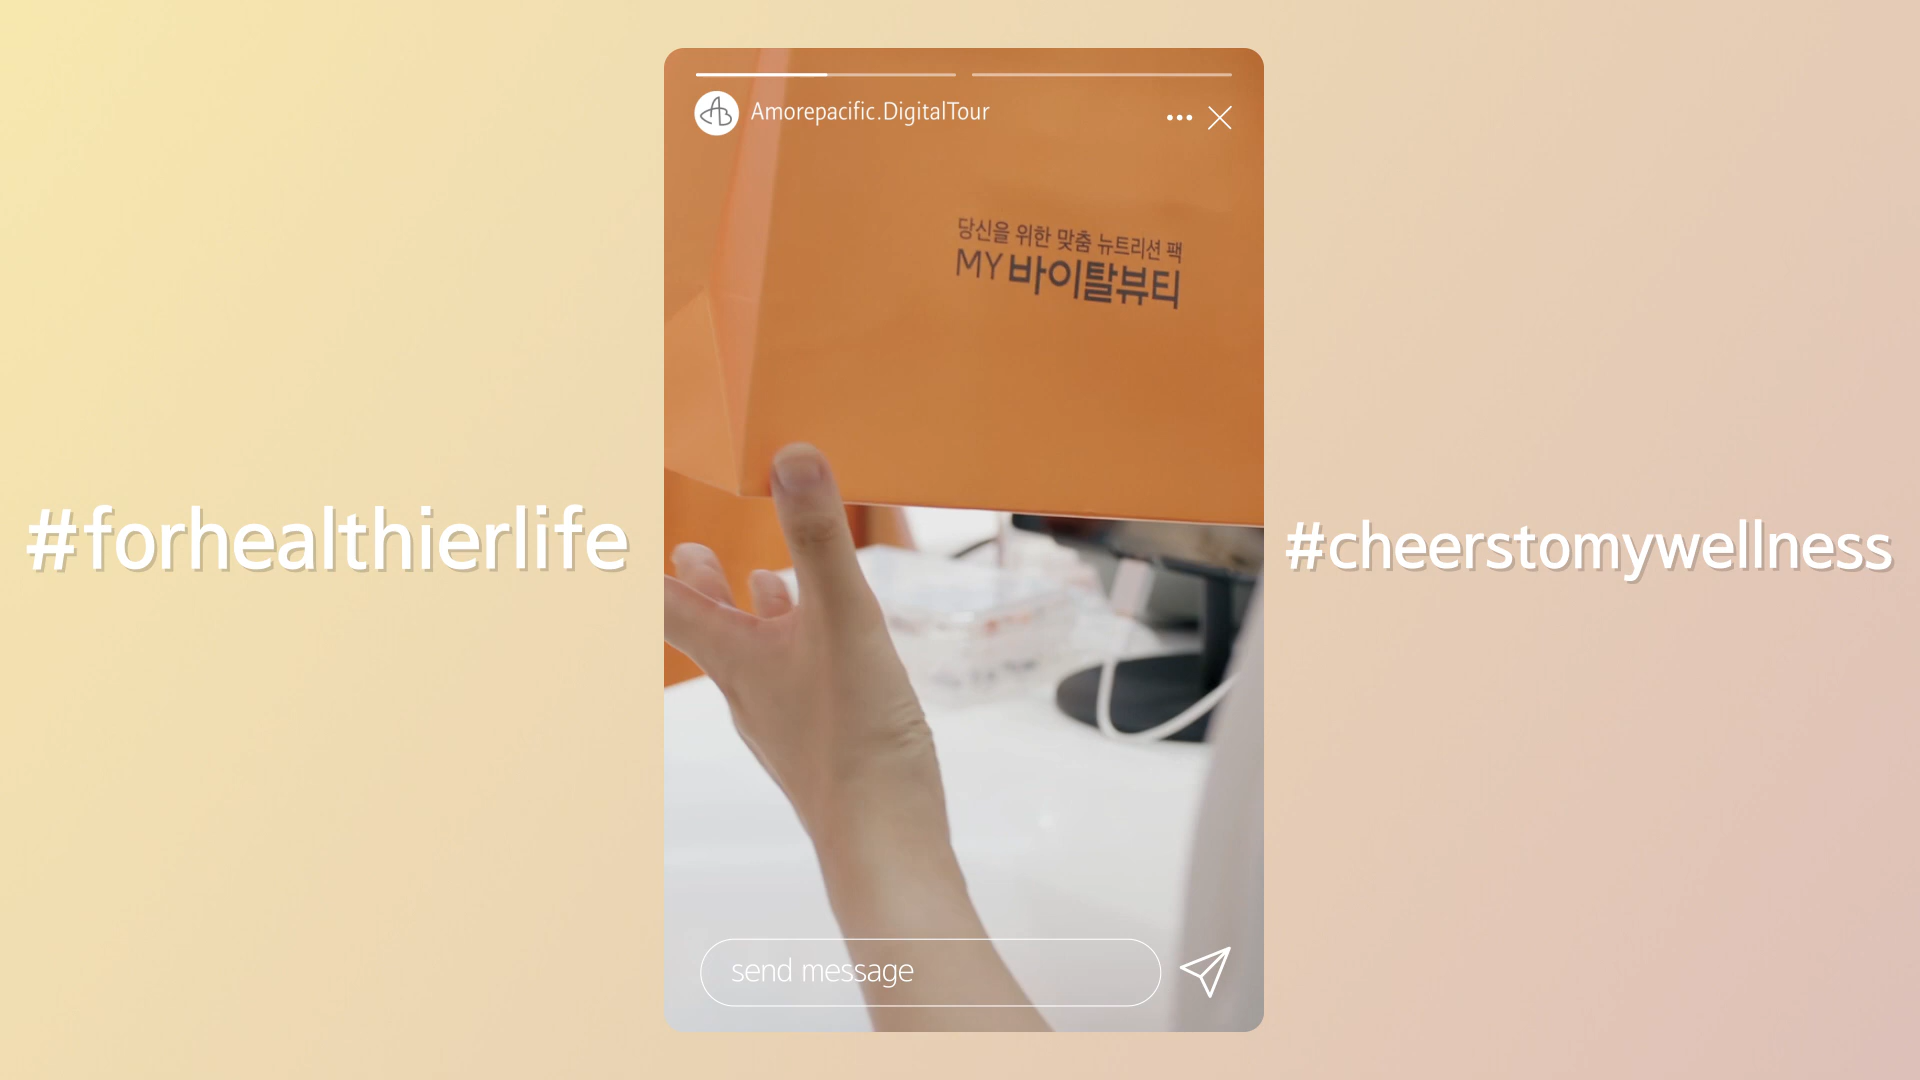 Amorepacific.DigitalTour
당신을 위한 맞춤 뉴트리션 팩
MY 바이탈뷰티
#forhealthierlife
#cheerstomywellness
send message